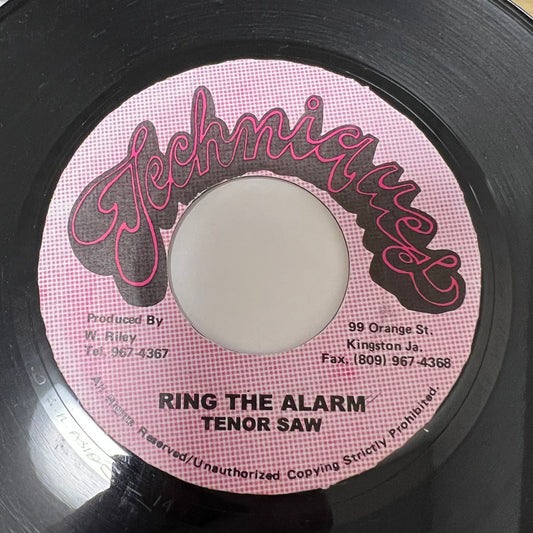 Techniques
Produced By
W. Riley
Tel. 967-4367
99 Orange St.
Kingston Ja.
Fax. (809) 967-4368
RING THE ALARM
TENOR SAW
All Rights Reserved/Unauthorized Copying Strictly Prohibited.